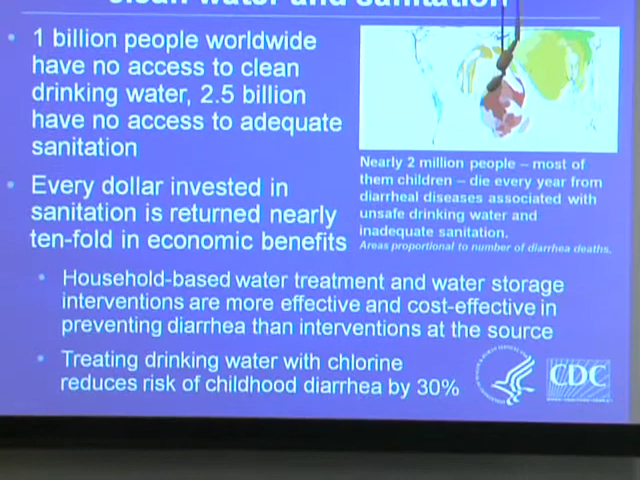 clean water and sanitation
• 1 billion people worldwide
have no access to clean
drinking water, 2.5 billion
have no access to adequate
sanitation
• Every dollar invested in
sanitation is returned nearly
ten-fold in economic benefits
Nearly 2 million people – most of
them children – die every year from
diarrheal diseases associated with
unsafe drinking water and
inadequate sanitation.
Areas proportional to number of diarrhea deaths.
• Household-based water treatment and water storage
interventions are more effective and cost-effective in
preventing diarrhea than interventions at the source
• Treating drinking water with chlorine
reduces risk of childhood diarrhea by 30%
CDC